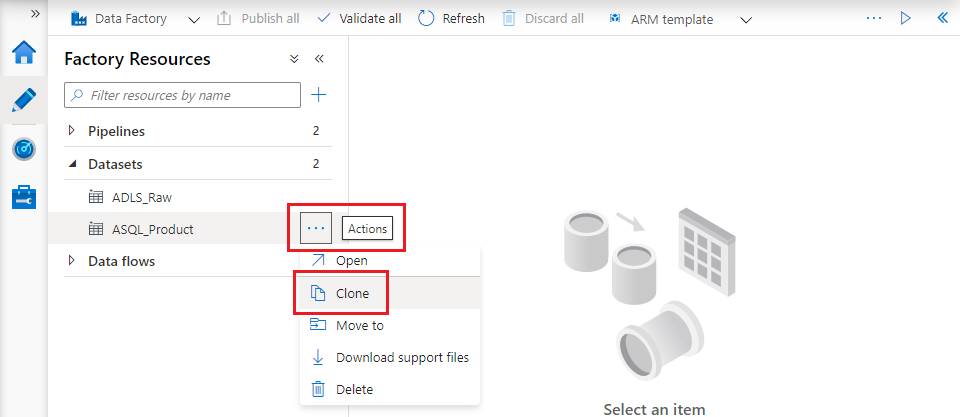 Data Factory Publish all Validate all Refresh Discard all ARM template ...
Factory Resources
Filter resources by name
Pipelines 2
Datasets 2
ADLS_Raw
ASQL_Product ... Actions
Data flows
Open
Clone
Move to
Download support files
Delete
Select an item